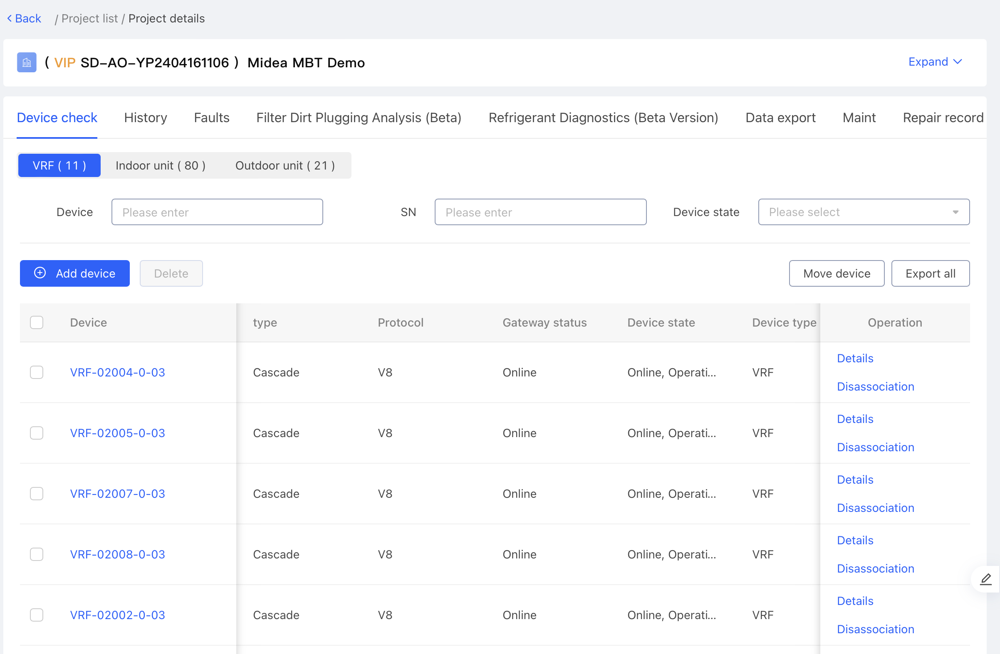 Back / Project list / Project details
( VIP SD-AO-YP2404161106 ) Midea MBT Demo
Expand
Device check History Faults Filter Dirt Plugging Analysis (Beta) Refrigerant Diagnostics (Beta Version) Data export Maint Repair record
VRF ( 11 ) Indoor unit ( 80 ) Outdoor unit ( 21 )
Device Please enter SN Please enter Device state Please select
Add device Delete Move device Export all
Device type Protocol Gateway status Device state Device type Operation
VRF-02004-0-03 Cascade V8 Online Online, Operati... VRF Details
Disassociation
VRF-02005-0-03 Cascade V8 Online Online, Operati... VRF Details
Disassociation
VRF-02007-0-03 Cascade V8 Online Online, Operati... VRF Details
Disassociation
VRF-02008-0-03 Cascade V8 Online Online, Operati... VRF Details
Disassociation
VRF-02002-0-03 Cascade V8 Online Online, Operati... VRF Details
Disassociation